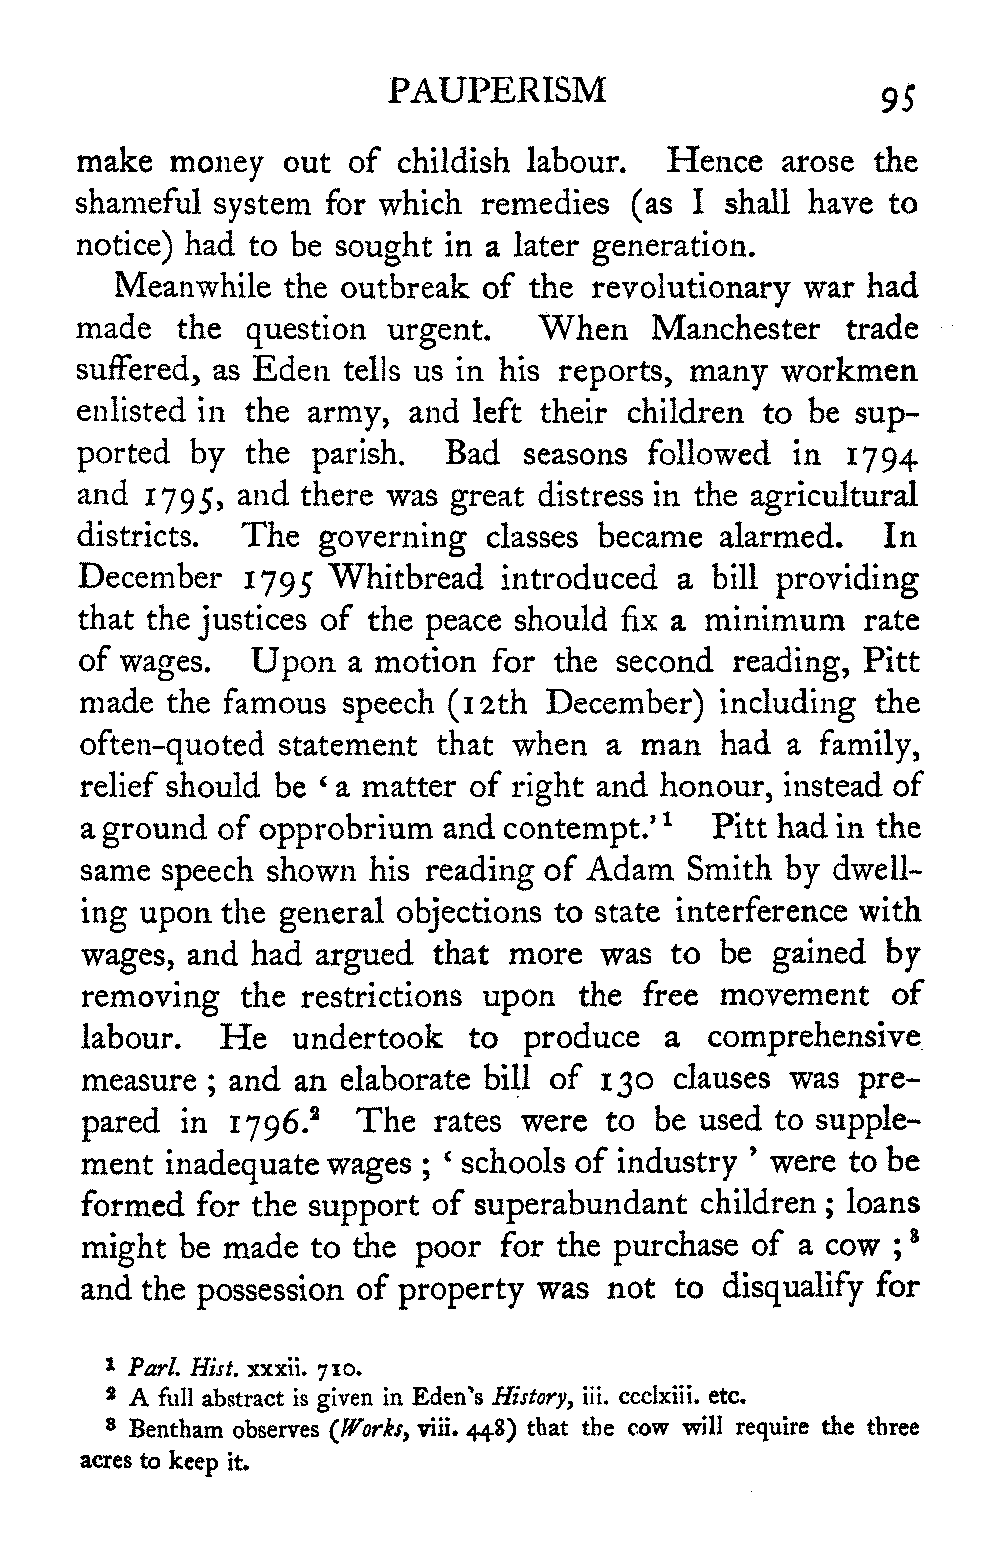 PAUPERISM 95
make money out of childish labour. Hence arose the
shameful system for which remedies (as I shall have to
notice) had to be sought in a later generation.
Meanwhile the outbreak of the revolutionary war had
made the question urgent. When Manchester trade
suffered, as Eden tells us in his reports, many workmen
enlisted in the army, and left their children to be sup-
ported by the parish. Bad seasons followed in 1794
and 1795, and there was great distress in the agricultural
districts. The governing classes became alarmed. In
December 1795 Whitbread introduced a bill providing
that the justices of the peace should fix a minimum rate
of wages. Upon a motion for the second reading, Pitt
made the famous speech (12th December) including the
often-quoted statement that when a man had a family,
relief should be ‘ a matter of right and honour, instead of
a ground of opprobrium and contempt.’¹ Pitt had in the
same speech shown his reading of Adam Smith by dwell-
ing upon the general objections to state interference with
wages, and had argued that more was to be gained by
removing the restrictions upon the free movement of
labour. He undertook to produce a comprehensive
measure ; and an elaborate bill of 130 clauses was pre-
pared in 1796.² The rates were to be used to supple-
ment inadequate wages ; ‘ schools of industry ’ were to be
formed for the support of superabundant children ; loans
might be made to the poor for the purchase of a cow ;³
and the possession of property was not to disqualify for
¹ Parl. Hist. xxxii. 710.
² A full abstract is given in Eden's History, iii. ccclxiii. etc.
³ Bentham observes (Works, viii. 448) that the cow will require the three
acres to keep it.